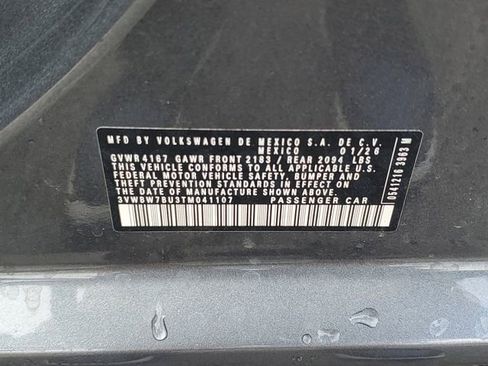 MFD BY VOLKSWAGEN DE MEXICO S.A. DE C.V.
MEXICO 01/26
GVWR 4167 GAWR FRONT 2183 / REAR 2094 LBS
THIS VEHICLE CONFORMS TO ALL APPLICABLE U.S.
FEDERAL MOTOR VEHICLE SAFETY, BUMPER AND
THEFT PREVENTION STANDARDS IN EFFECT ON THE
DATE OF MANUFACTURE SHOWN ABOVE.
3VWBW7BU3TM041107 PASSENGER CAR
0541216 3963 M